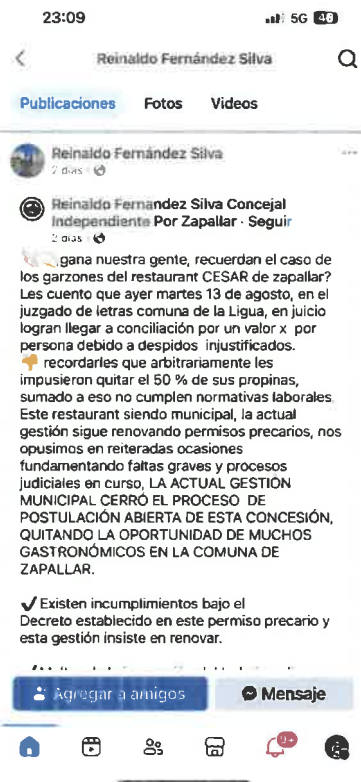 23:09
5G 46
Reinaldo Fernández Silva
Publicaciones Fotos Videos
Reinaldo Fernández Silva
2 días
Reinaldo Fernandez Silva Concejal
Independiente Por Zapallar · Seguir
2 días
gana nuestra gente, recuerdan el caso de
los garzones del restaurant CESAR de zapallar?
Les cuento que ayer martes 13 de agosto, en el
juzgado de letras comuna de la Ligua, en juicio
logran llegar a conciliación por un valor x por
persona debido a despidos injustificados.
👎 recordarles que arbitrariamente les
impusieron quitar el 50 % de sus propinas,
sumado a eso no cumplen normativas laborales.
Este restaurant siendo municipal, la actual
gestión sigue renovando permisos precarios, nos
opusimos en reiteradas ocasiones
fundamentando faltas graves y procesos
judiciales en curso, LA ACTUAL GESTIÓN
MUNICIPAL CERRÓ EL PROCESO DE
POSTULACIÓN ABIERTA DE ESTA CONCESIÓN,
QUITANDO LA OPORTUNIDAD DE MUCHOS
GASTRONÓMICOS EN LA COMUNA DE
ZAPALLAR.
✓Existen incumplimientos bajo el
Decreto establecido en este permiso precario y
esta gestión insiste en renovar.
Agregar a amigos Mensaje
9+